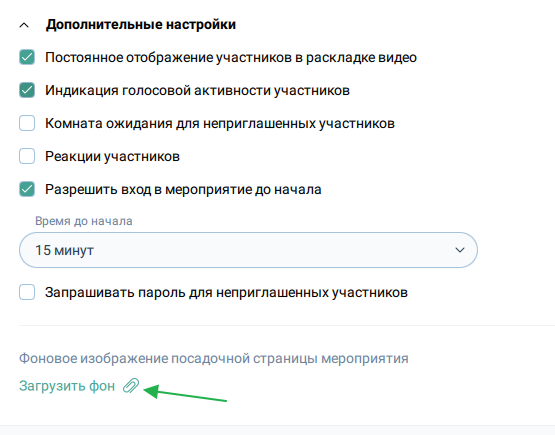 Дополнительные настройки
Постоянное отображение участников в раскладке видео
Индикация голосовой активности участников
Комната ожидания для неприглашенных участников
Реакции участников
Разрешить вход в мероприятие до начала
Время до начала
15 минут
Запрашивать пароль для неприглашенных участников
Фоновое изображение посадочной страницы мероприятия
Загрузить фон